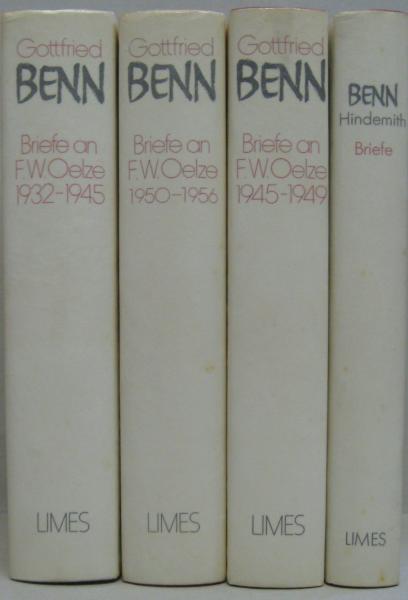 Gottfried
BENN
Briefe an
F.W.Oelze
1932-1945
LIMES
Gottfried
BENN
Briefe an
F.W.Oelze
1950-1956
LIMES
Gottfried
BENN
Briefe an
F.W.Oelze
1945-1949
LIMES
BENN
Hindemith
Briefe
LIMES